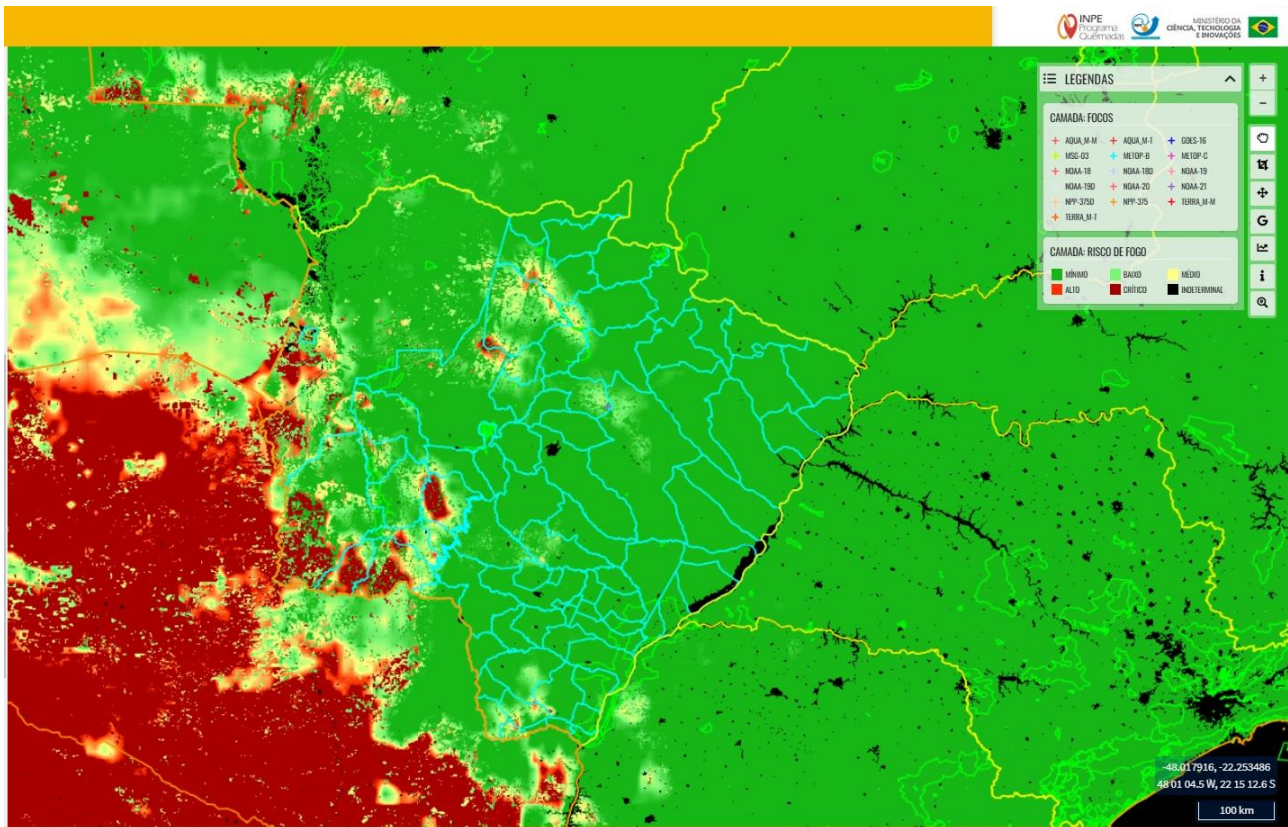 INPE
Programa
Queimadas
INPE
MINISTÉRIO DA
CIÊNCIA, TECNOLOGIA
E INOVAÇÕES
LEGENDAS
+
−
CAMADA: FOCOS
AQUA_M-M AQUA_M-T GOES-16
MSG-03 METOP-B METOP-C
NOAA-18 NOAA-18D NOAA-19
NOAA-19D NOAA-20 NOAA-21
NPP-375D NPP-375 TERRA_M-M
TERRA_M-T
G
i
CAMADA: RISCO DE FOGO
MÍNIMO BAIXO MÉDIO
ALTO CRÍTICO INDETERMINAL
-48.017916, -22.253486
48 01 04.5 W, 22 15 12.6 S
100 km